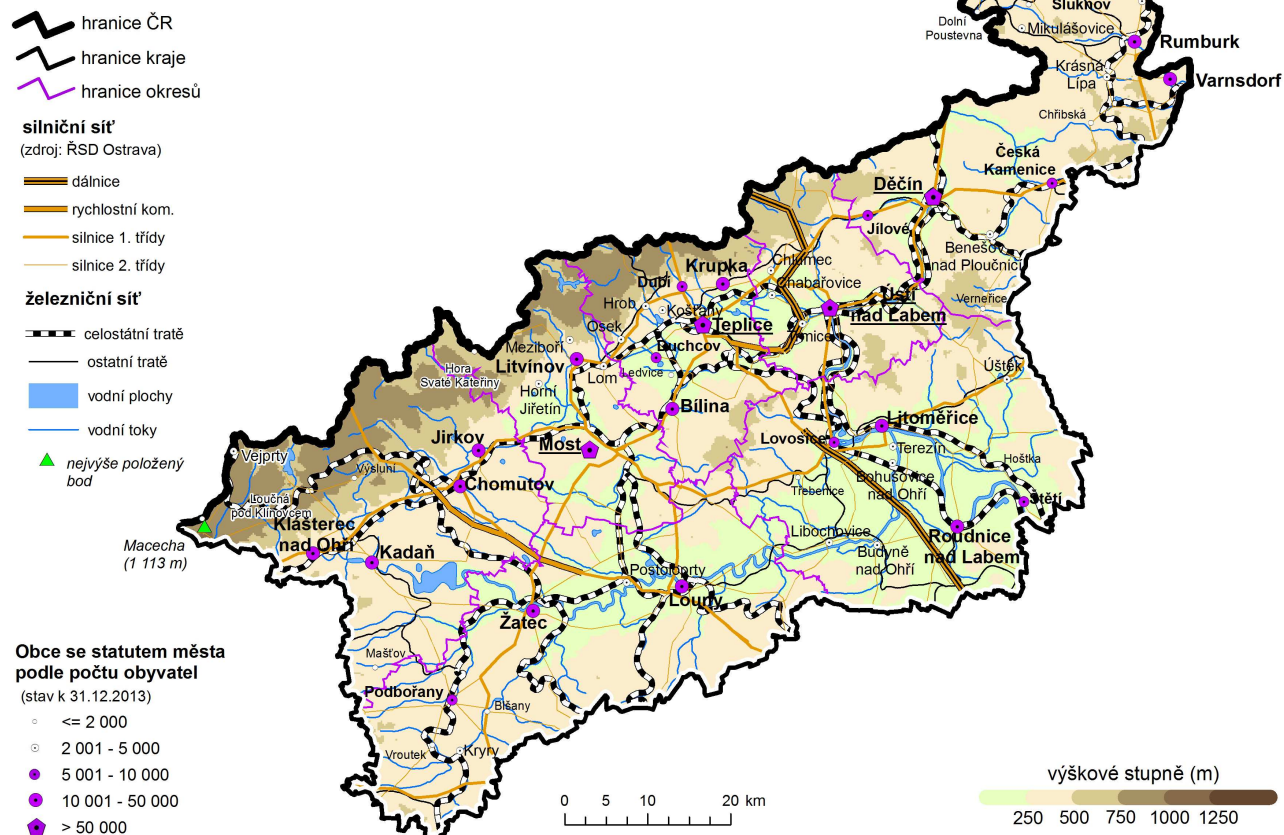 hranice ČR
hranice kraje
hranice okresů
silniční síť
(zdroj: ŘSD Ostrava)
dálnice
rychlostní kom.
silnice 1. třídy
silnice 2. třídy
železniční síť
celostátní tratě
ostatní tratě
vodní plochy
vodní toky
nejvýše položený
bod
Šluknov
Dolní
Poustevna
Mikulášovice
Rumburk
Krásná
Lípa
Varnsdorf
Chřibská
Česká
Kamenice
Děčín
Jílové
Benešov
nad Ploučnicí
Verneřice
Chlumec
Chabařovice
Krupka
Dubí
Hrob
Košťany
Osek
Teplice
Ústí
nad Labem
Trmice
Meziboří
Duchcov
Litvínov
Lom
Ledvice
Hora
Svaté Kateřiny
Horní
Jiřetín
Bílina
Úštěk
Litoměřice
Jirkov
Most
Lovosice
Terezín
Hoštka
Vejprty
Výsluní
Chomutov
Bohušovice
nad Ohří
Třebenice
Štětí
Loučná
pod Klínovcem
Klášterec
nad Ohří
Macecha
(1 113 m)
Kadaň
Libochovice
Roudnice
nad Labem
Budyně
nad Ohří
Postoloprty
Louny
Žatec
Mašťov
Podbořany
Blšany
Vroutek
Kryry
Obce se statutem města
podle počtu obyvatel
(stav k 31.12.2013)
<= 2 000
2 001 - 5 000
5 001 - 10 000
10 001 - 50 000
> 50 000
0 5 10 20 km
výškové stupně (m)
250 500 750 1000 1250